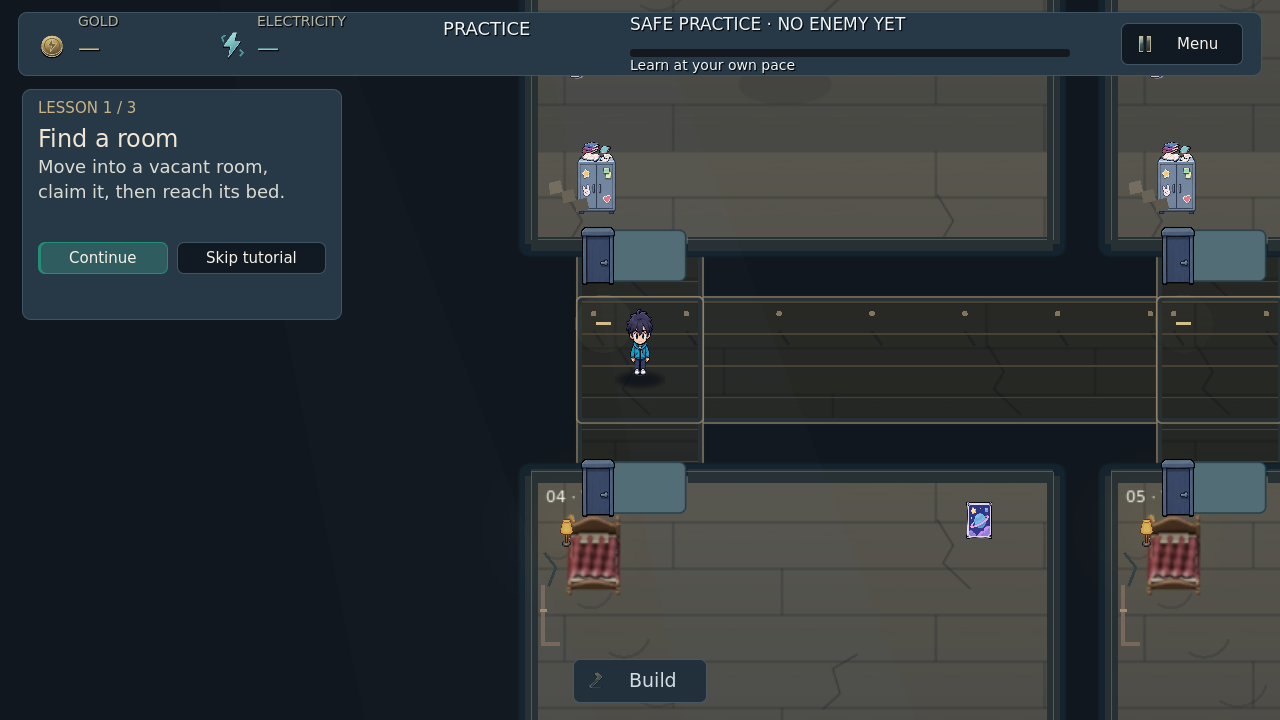 GOLD
—
ELECTRICITY
—
PRACTICE
SAFE PRACTICE · NO ENEMY YET
Learn at your own pace
Menu
LESSON 1 / 3
Find a room
Move into a vacant room,
claim it, then reach its bed.
Continue
Skip tutorial
04 ·
05 ·
Build